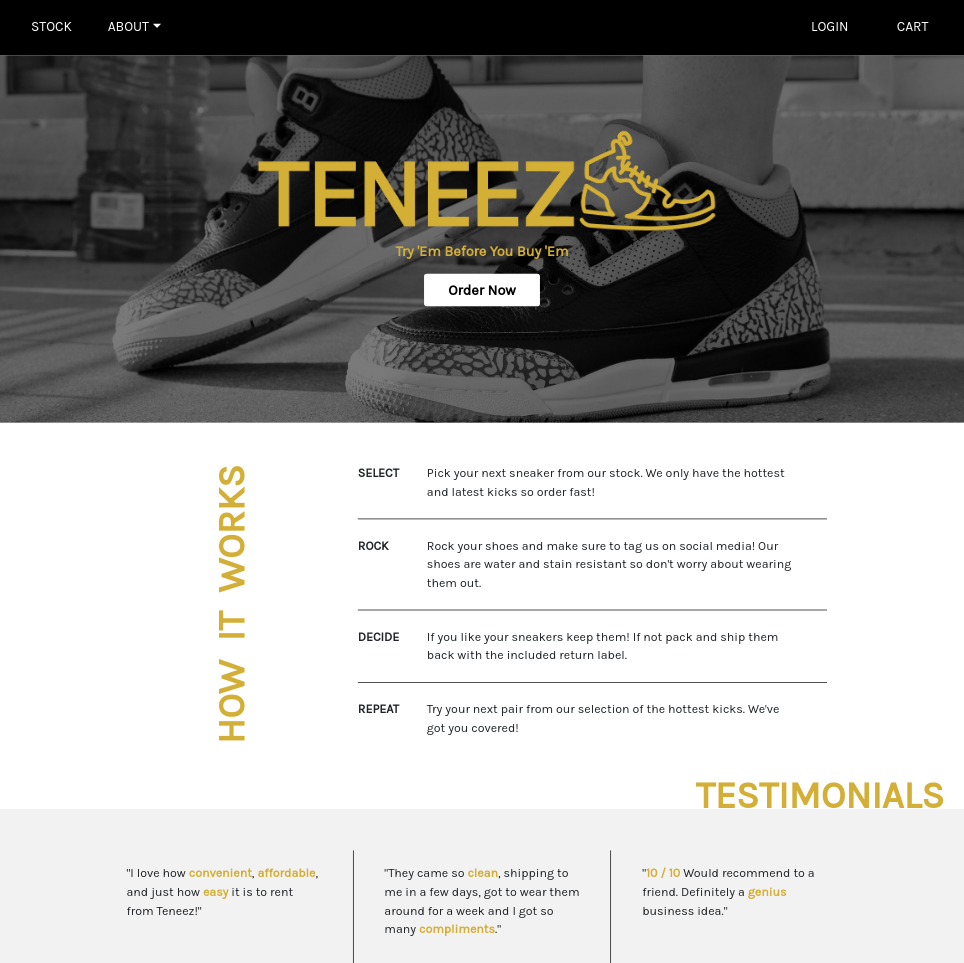 STOCK ABOUT LOGIN CART
TENEEZ
Try 'Em Before You Buy 'Em
Order Now
HOW IT WORKS
SELECT Pick your next sneaker from our stock. We only have the hottest
and latest kicks so order fast!
ROCK Rock your shoes and make sure to tag us on social media! Our
shoes are water and stain resistant so don't worry about wearing
them out.
DECIDE If you like your sneakers keep them! If not pack and ship them
back with the included return label.
REPEAT Try your next pair from our selection of the hottest kicks. We've
got you covered!
TESTIMONIALS
"I love how convenient, affordable,
and just how easy it is to rent
from Teneez!"
"They came so clean, shipping to
me in a few days, got to wear them
around for a week and I got so
many compliments."
"10 / 10 Would recommend to a
friend. Definitely a genius
business idea."